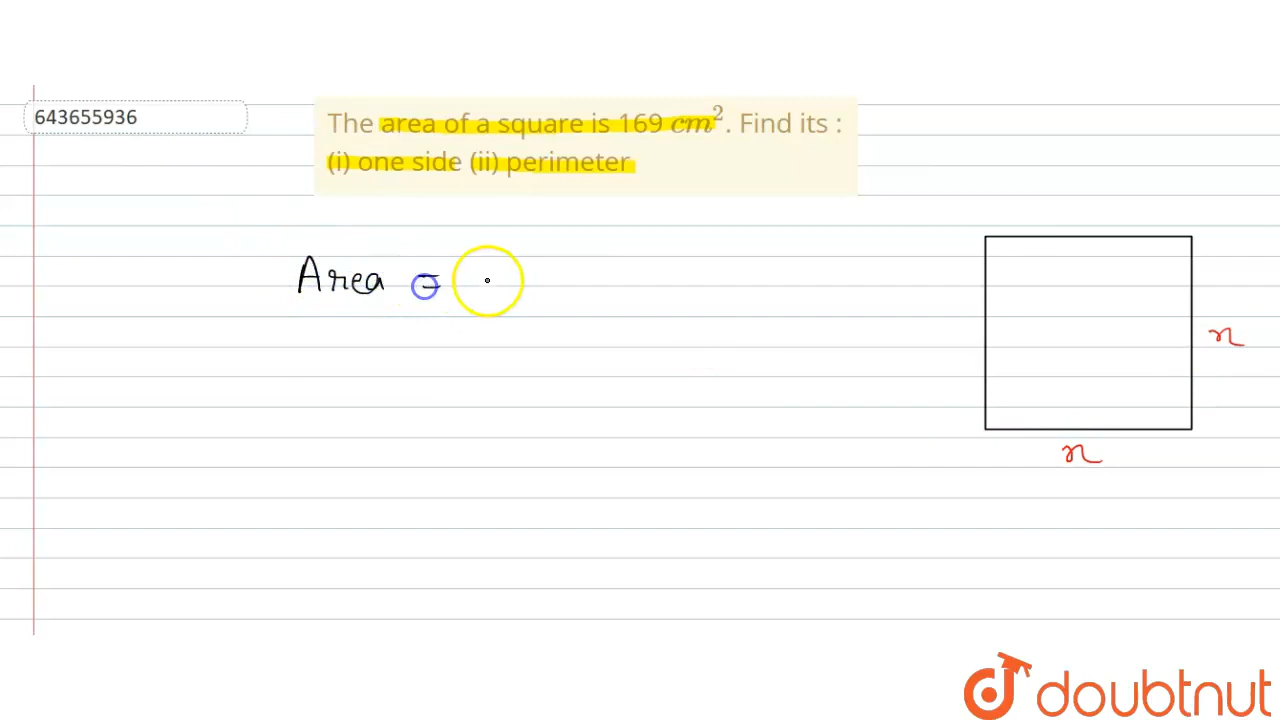 643655936
The area of a square is 169 cm². Find its :
(i) one side (ii) perimeter
Area =
x
x
doubtnut